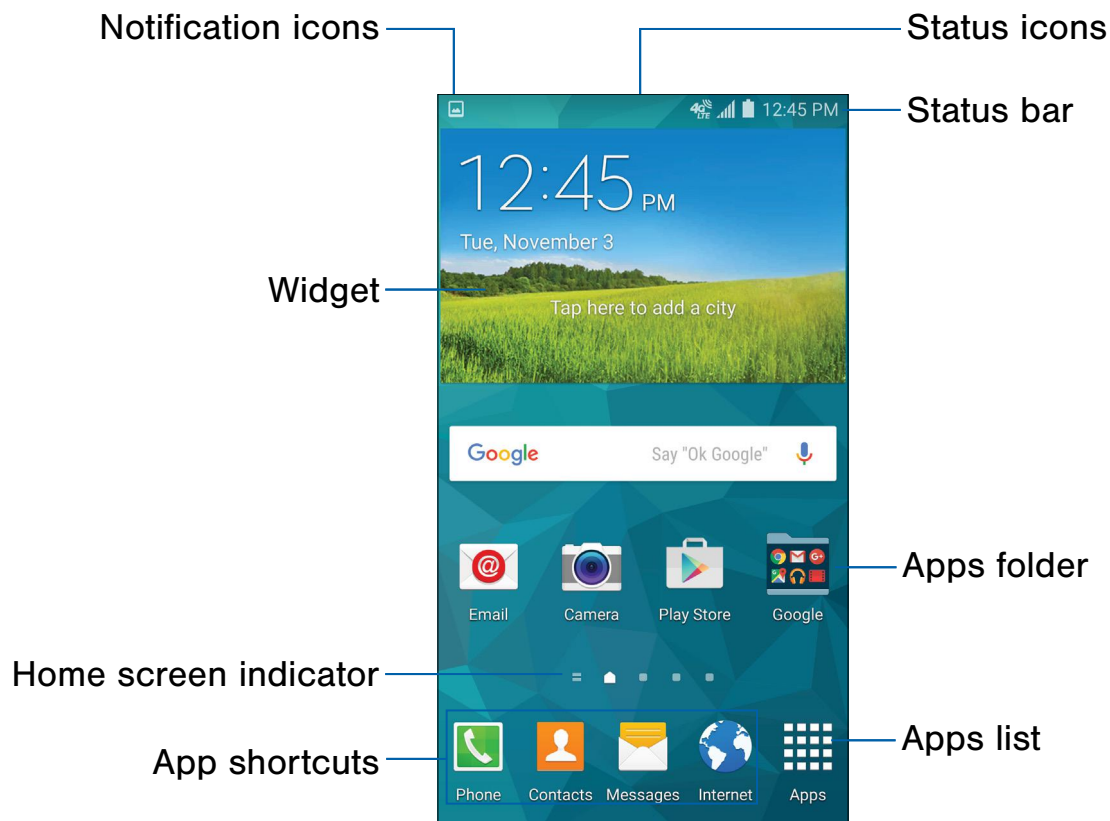 Notification icons
Status icons
4G LTE 12:45 PM
Status bar
12:45 PM
Tue, November 3
Widget
Tap here to add a city
Google Say "Ok Google"
Email Camera Play Store Google
Apps folder
Home screen indicator
App shortcuts
Apps list
Phone Contacts Messages Internet Apps